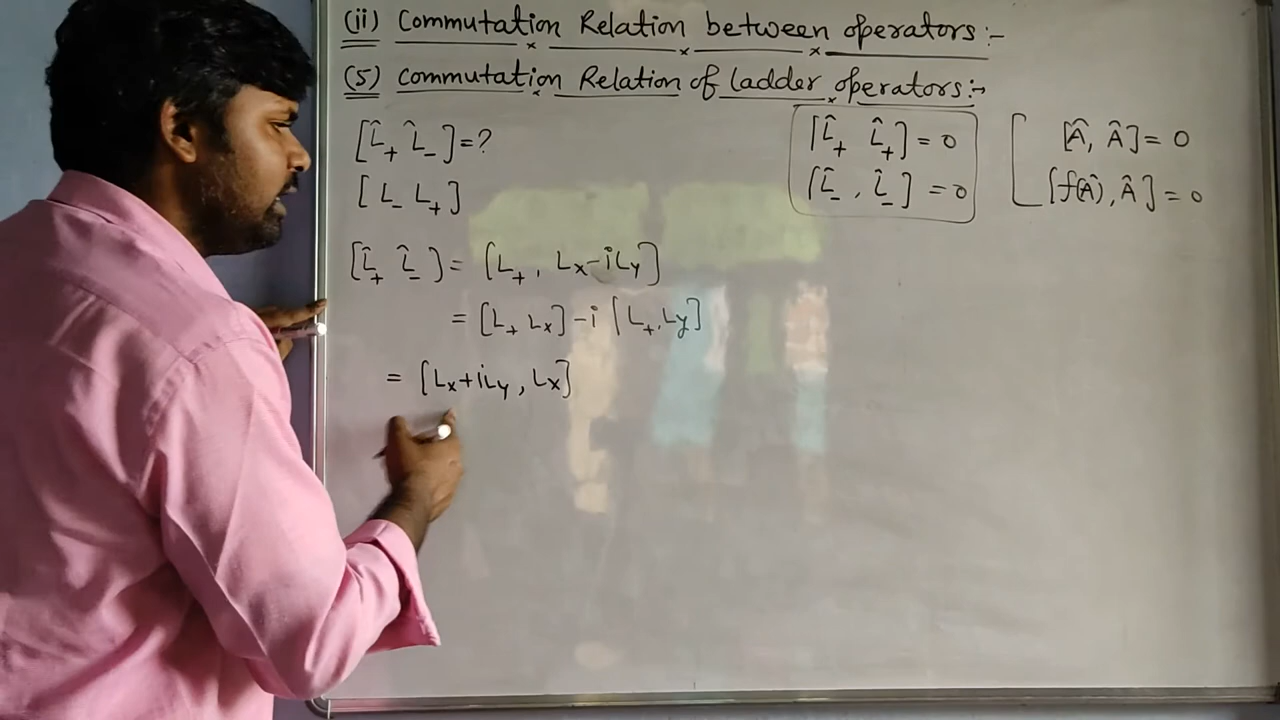 (ii) Commutation Relation between operators:-
(5) commutation Relation of ladder operators:-
[L̂₊ L̂₋] = ?
[L₋ L₊]
[L̂₊ L̂₊] = 0
[L̂₋, L̂₋] = 0
[Â, Â] = 0
[f(Â), Â] = 0
[L̂₊ L̂₋] = [L₊, Lx-iLy]
= [L₊ Lx] - i [L₊, Ly]
= [Lx+iLy, Lx]